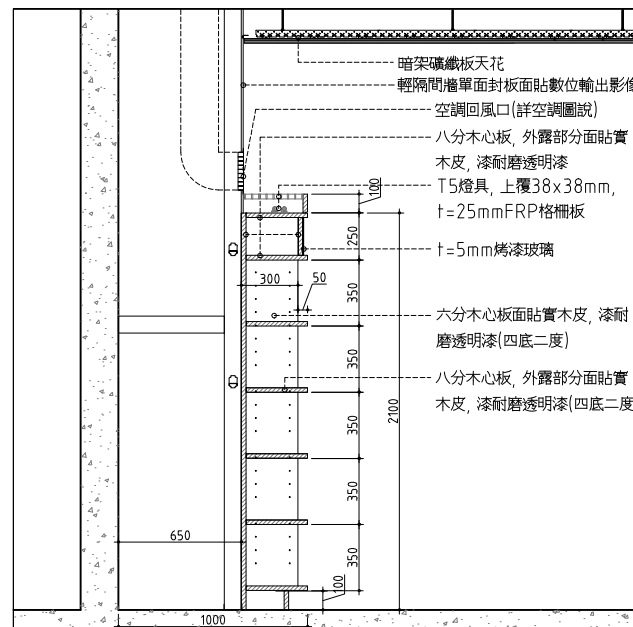 暗架礦纖板天花
輕隔間牆單面封板面貼數位輸出影像
空調回風口(詳空調圖說)
八分木心板, 外露部分面貼實
木皮, 漆耐磨透明漆
T5燈具, 上覆38x38mm,
t=25mmFRP格柵板
t=5mm烤漆玻璃
六分木心板面貼實木皮, 漆耐
磨透明漆(四底二度)
八分木心板, 外露部分面貼實
木皮, 漆耐磨透明漆(四底二度
100
250
300
50
350
350
350
2100
350
350
650
100
1000